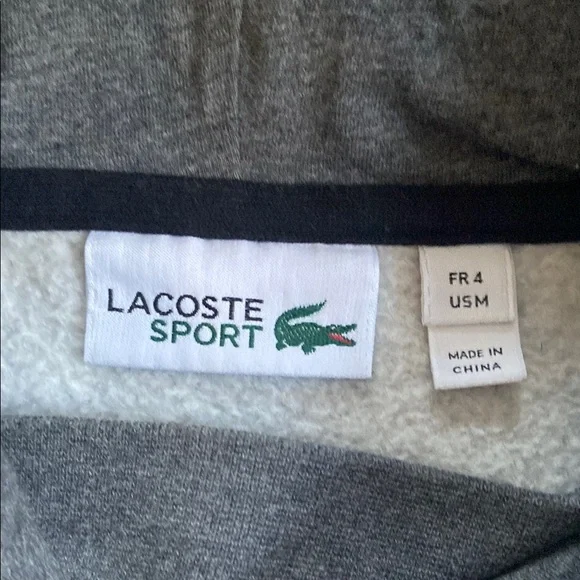 LACOSTE
SPORT
FR 4
US M
MADE IN
CHINA